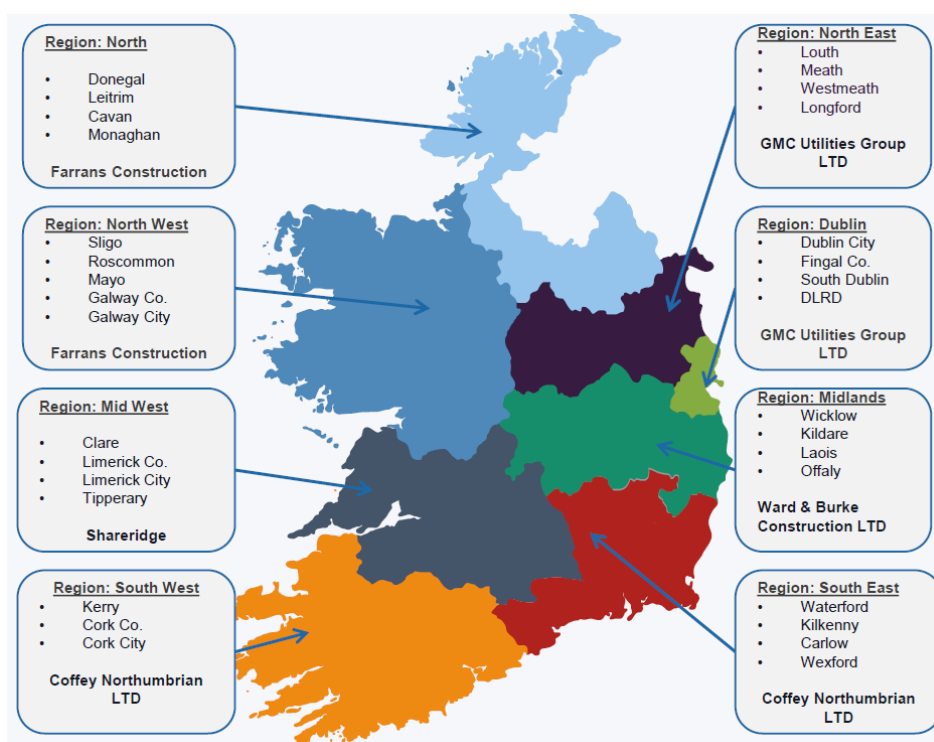 Region: North
• Donegal
• Leitrim
• Cavan
• Monaghan
Farrans Construction
Region: North West
• Sligo
• Roscommon
• Mayo
• Galway Co.
• Galway City
Farrans Construction
Region: Mid West
• Clare
• Limerick Co.
• Limerick City
• Tipperary
Shareridge
Region: South West
• Kerry
• Cork Co.
• Cork City
Coffey Northumbrian
LTD
Region: North East
• Louth
• Meath
• Westmeath
• Longford
GMC Utilities Group
LTD
Region: Dublin
• Dublin City
• Fingal Co.
• South Dublin
• DLRD
GMC Utilities Group
LTD
Region: Midlands
• Wicklow
• Kildare
• Laois
• Offaly
Ward & Burke
Construction LTD
Region: South East
• Waterford
• Kilkenny
• Carlow
• Wexford
Coffey Northumbrian
LTD